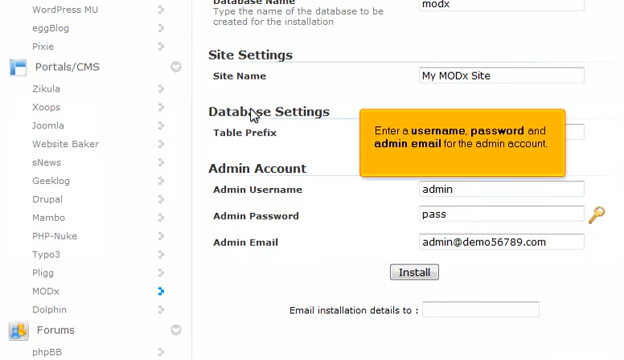 WordPress MU
eggBlog
Pixie
Portals/CMS
Zikula
Xoops
Joomla
Website Baker
sNews
Geeklog
Drupal
Mambo
PHP-Nuke
Typo3
Pligg
MODx
Dolphin
Forums
phpBB
Database Name
modx
Type the name of the database to be
created for the installation
Site Settings
Site Name
My MODx Site
Database Settings
Table Prefix
Enter a username, password and
admin email for the admin account.
Admin Account
Admin Username
admin
Admin Password
pass
Admin Email
admin@demo56789.com
Install
Email installation details to :